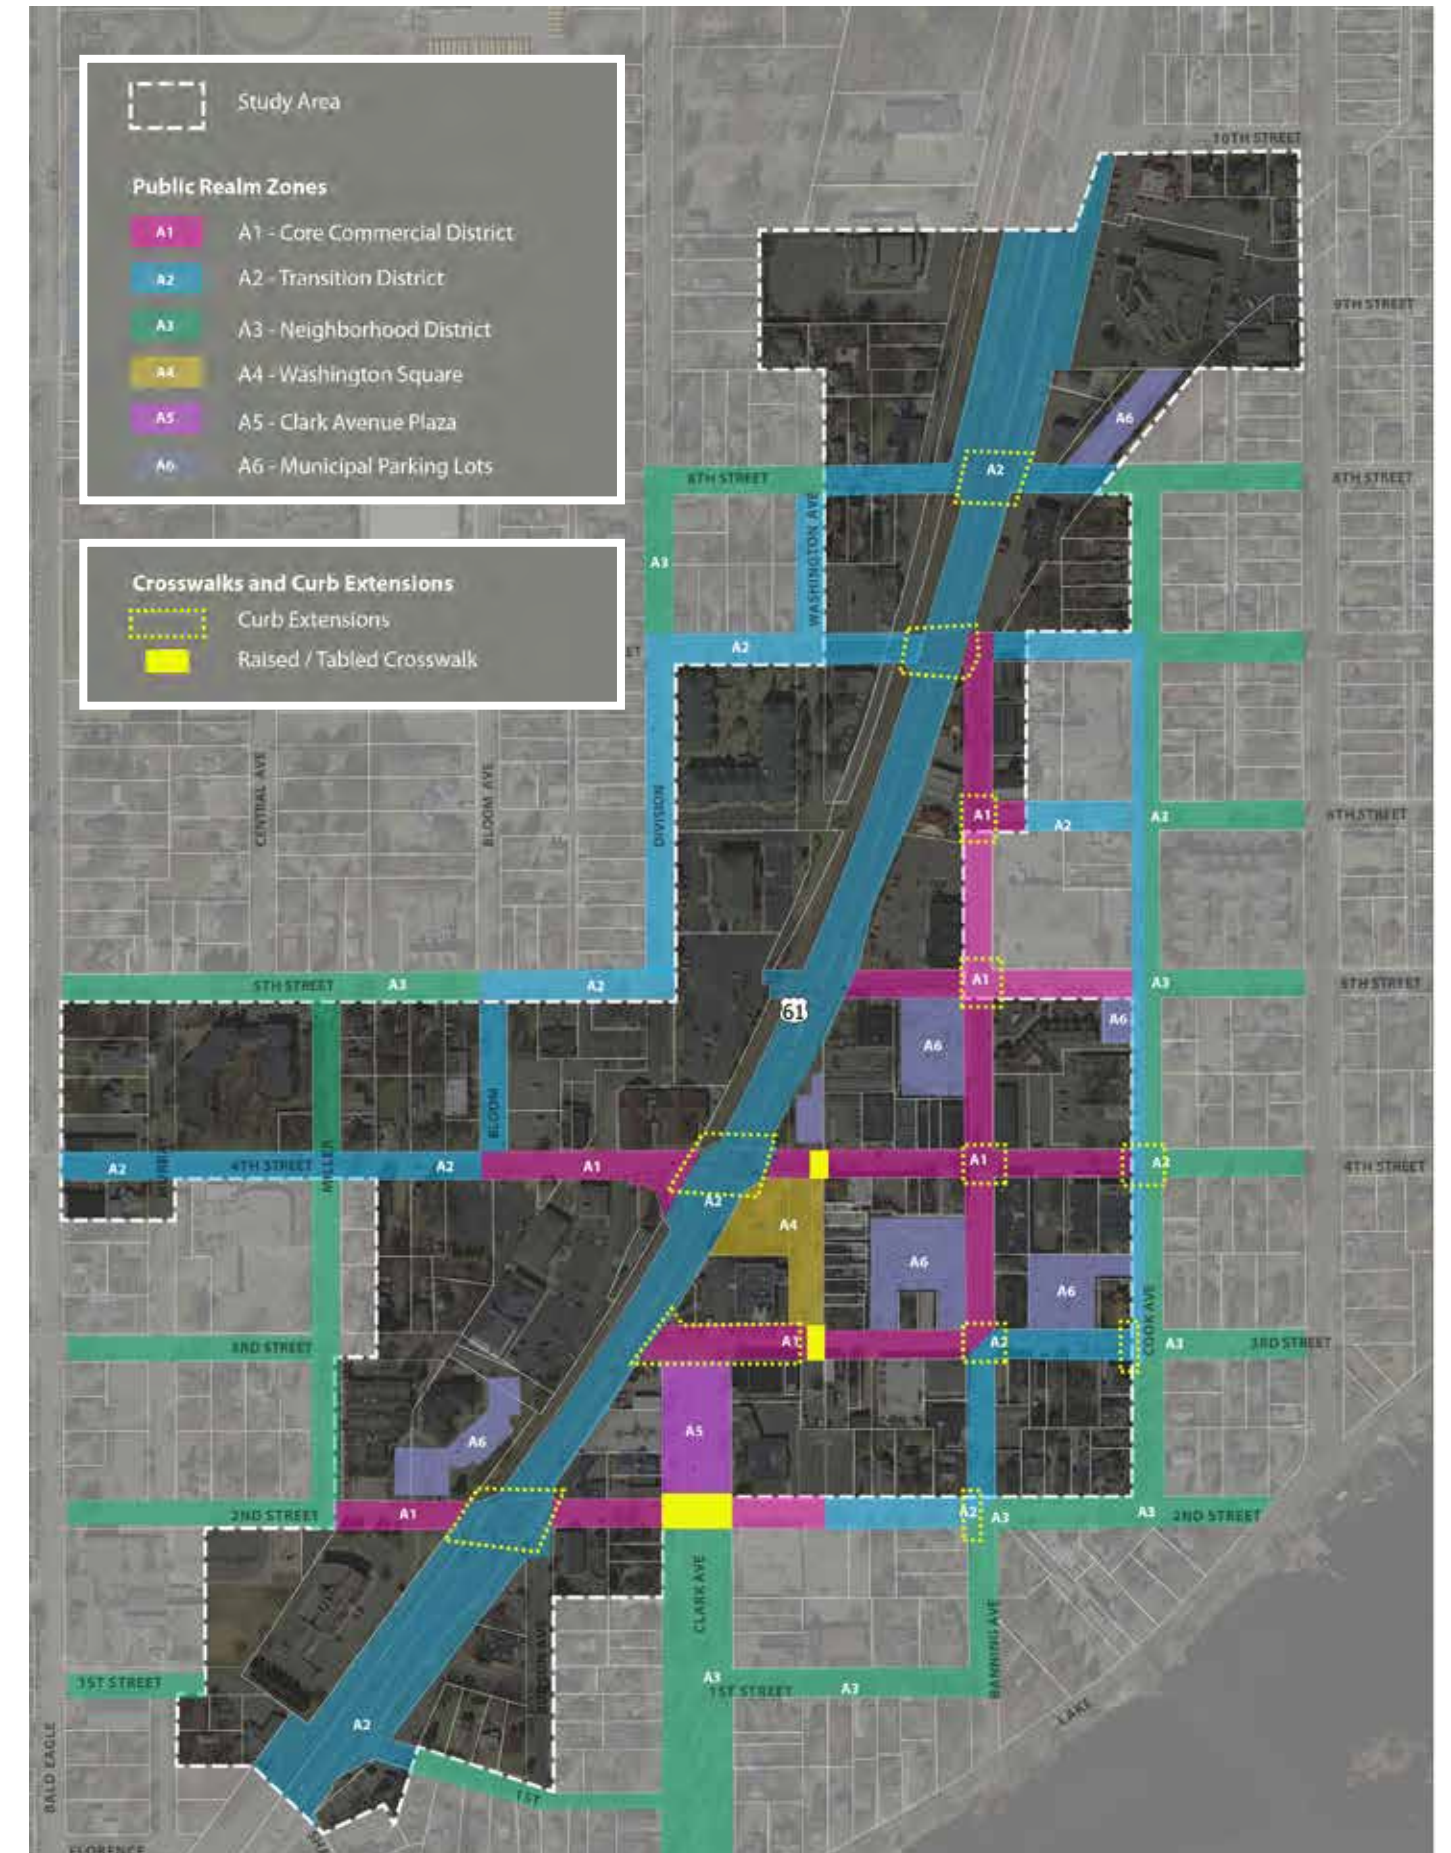 Study Area
Public Realm Zones
A1 A1 - Core Commercial District
A2 A2 - Transition District
A3 A3 - Neighborhood District
A4 A4 - Washington Square
A5 A5 - Clark Avenue Plaza
A6 A6 - Municipal Parking Lots
Crosswalks and Curb Extensions
Curb Extensions
Raised / Tabled Crosswalk
10TH STREET
9TH STREET
A6
A2
8TH STREET
8TH STREET
WASHINGTON AVE
A3
A2
CENTRAL AVE
BLOOM AVE
DIVISION
A1
A2
A3
6TH STREET
5TH STREET
A3
A2
A1
A3
5TH STREET
61
A6
A6
BLOOM
MURRAY
MILLER
A2
4TH STREET
A2
A1
A1
A2
4TH STREET
A2
A4
A6
A6
COOK AVE
3RD STREET
A1
A2
A3
3RD STREET
A6
A5
2ND STREET
A1
A2
A3
A3
2ND STREET
CLARK AVE
BANNING AVE
1ST STREET
A3
1ST STREET
A3
LAKE
A2
BALD EAGLE
1ST
FLORENCE